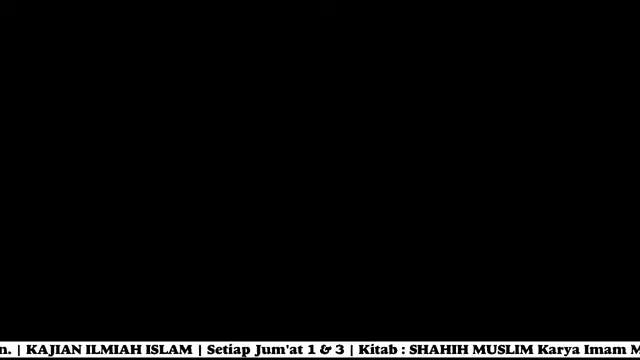 n. | KAJIAN ILMIAH ISLAM | Setiap Jum'at 1 & 3 | Kitab : SHAHIH MUSLIM Karya Imam M